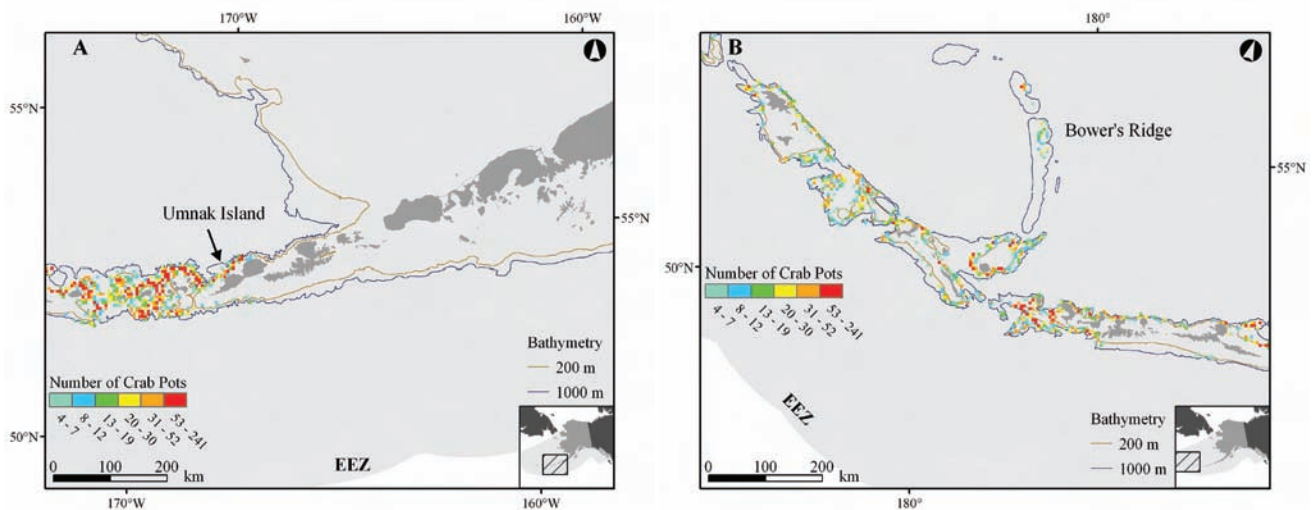 170°W
160°W
A
55°N
Umnak Island
55°N
Bathymetry
200 m
1000 m
Number of Crab Pots
4 - 7
8 - 12
13 - 19
20 - 30
31 - 52
53 - 241
50°N
0 100 200
km
EEZ
170°W
160°W
180°
B
Bower's Ridge
55°N
50°N
Number of Crab Pots
4 - 7
8 - 12
13 - 19
20 - 30
31 - 52
53 - 241
EEZ
Bathymetry
200 m
1000 m
0 100 200
km
180°